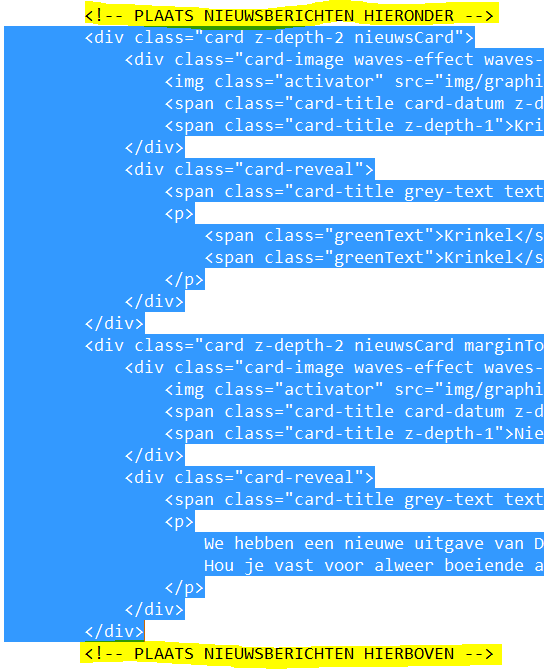 <!-- PLAATS NIEUWSBERICHTEN HIERONDER -->
<div class="card z-depth-2 nieuwsCard">
<div class="card-image waves-effect waves-
<img class="activator" src="img/graphi
<span class="card-title card-datum z-d
<span class="card-title z-depth-1">Kri
</div>
<div class="card-reveal">
<span class="card-title grey-text text
<p>
<span class="greenText">Krinkel</s
<span class="greenText">Krinkel</s
</p>
</div>
</div>
<div class="card z-depth-2 nieuwsCard marginTo
<div class="card-image waves-effect waves-
<img class="activator" src="img/graphi
<span class="card-title card-datum z-d
<span class="card-title z-depth-1">Nie
</div>
<div class="card-reveal">
<span class="card-title grey-text text
<p>
We hebben een nieuwe uitgave van D
Hou je vast voor alweer boeiende a
</p>
</div>
</div>
<!-- PLAATS NIEUWSBERICHTEN HIERBOVEN -->